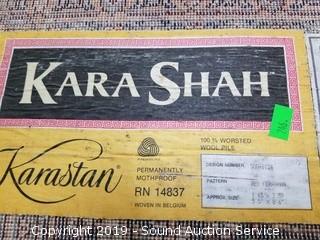 KARA SHAH
Karastan
PERMANENTLY
MOTHPROOF
RN 14837
WOVEN IN BELGIUM
100 % WORSTED
WOOL PILE
DESIGN NUMBER
PATTERN
APPROX. SIZE
Copyright 2019 - Sound Auction Service